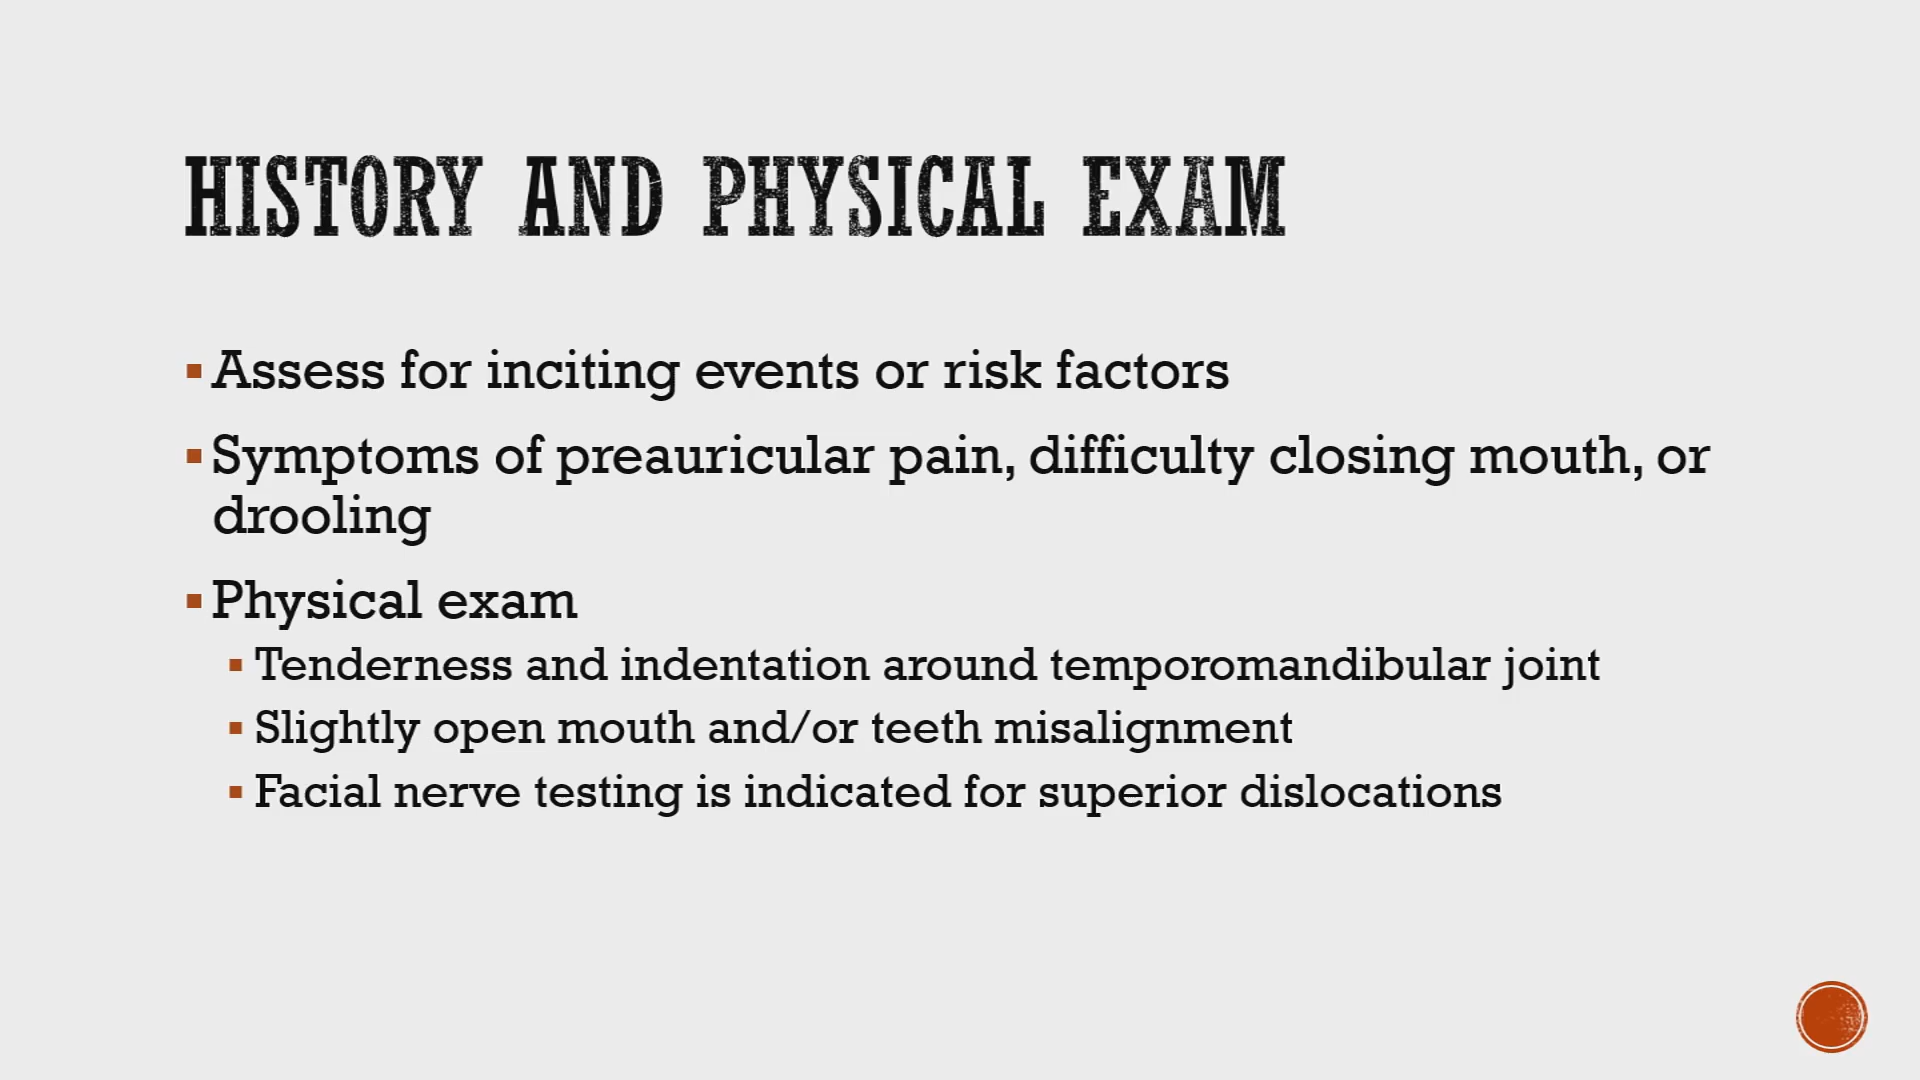 HISTORY AND PHYSICAL EXAM
Assess for inciting events or risk factors
Symptoms of preauricular pain, difficulty closing mouth, or
drooling
Physical exam
Tenderness and indentation around temporomandibular joint
Slightly open mouth and/or teeth misalignment
Facial nerve testing is indicated for superior dislocations